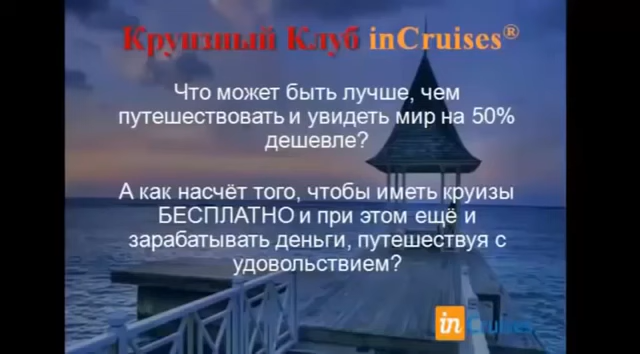 Круизный Клуб inCruises®
Что может быть лучше, чем
путешествовать и увидеть мир на 50%
дешевле?
А как насчёт того, чтобы иметь круизы
БЕСПЛАТНО и при этом ещё и
зарабатывать деньги, путешествуя с
удовольствием?
in Cruises